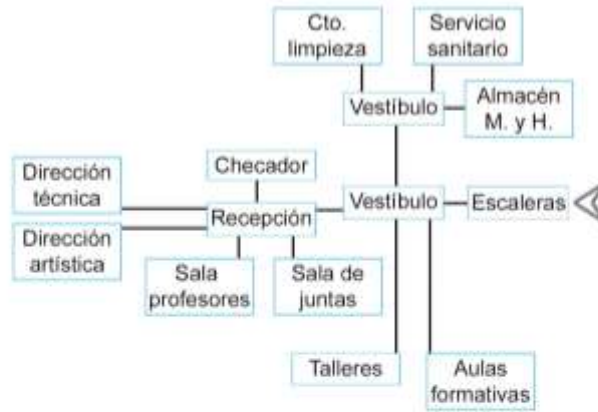 Cto.
limpieza
Servicio
sanitario
Vestíbulo
Almacén
M. y H.
Dirección
técnica
Checador
Recepción
Vestíbulo
Escaleras
Dirección
artística
Sala
profesores
Sala de
juntas
Talleres
Aulas
formativas